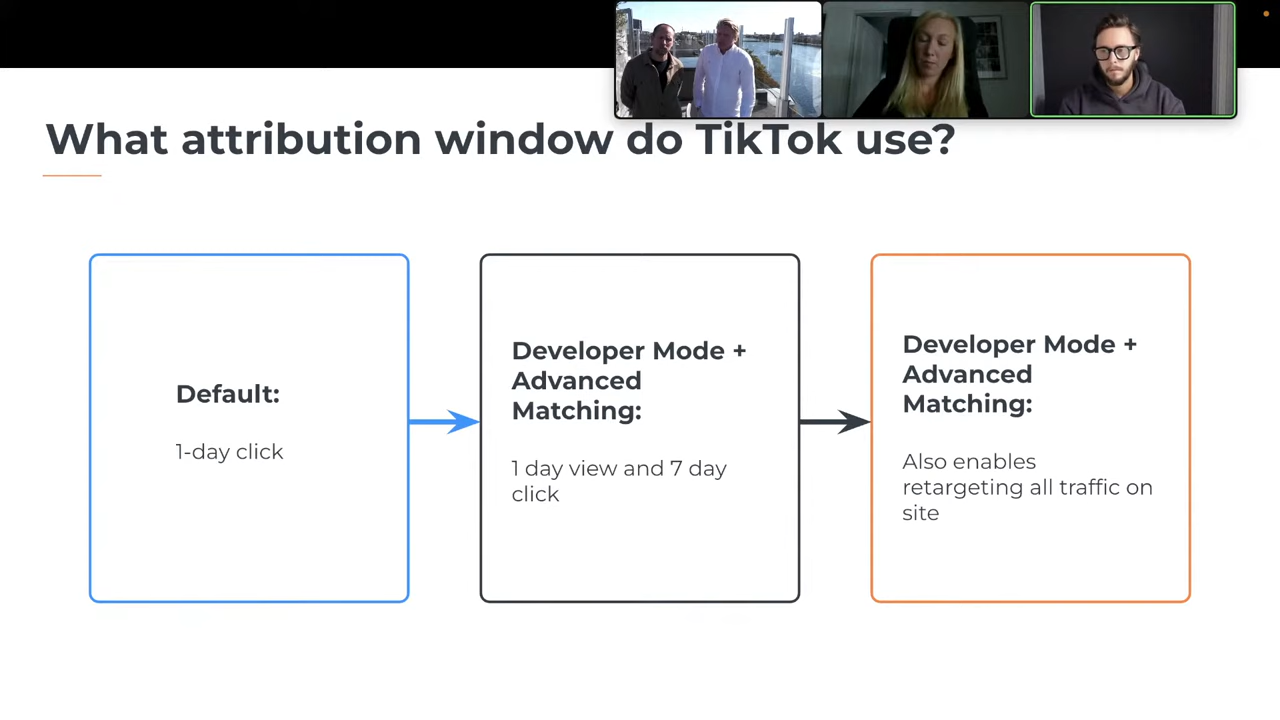 What attribution window do TikTok use?
Default:
1-day click
Developer Mode +
Advanced
Matching:
1 day view and 7 day
click
Developer Mode +
Advanced
Matching:
Also enables
retargeting all traffic on
site